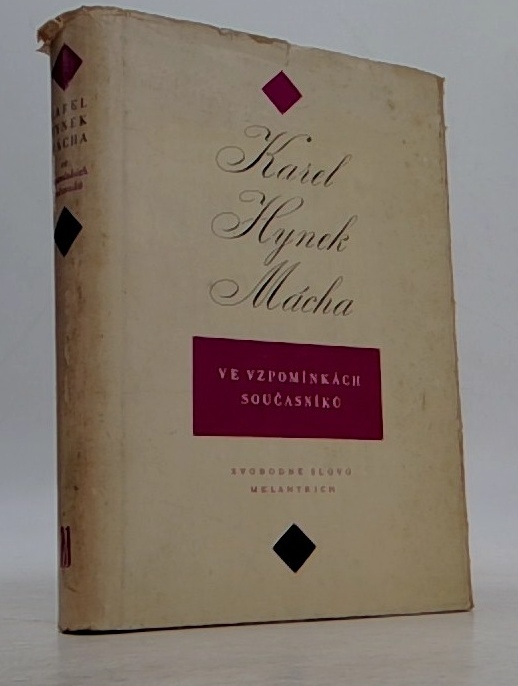 Karel
Hynek
Mácha
VE VZPOMÍNKÁCH
SOUČASNÍKŮ
SVOBODNÉ SLOVO
MELANTRICH
KAREL
HYNEK
MÁCHA